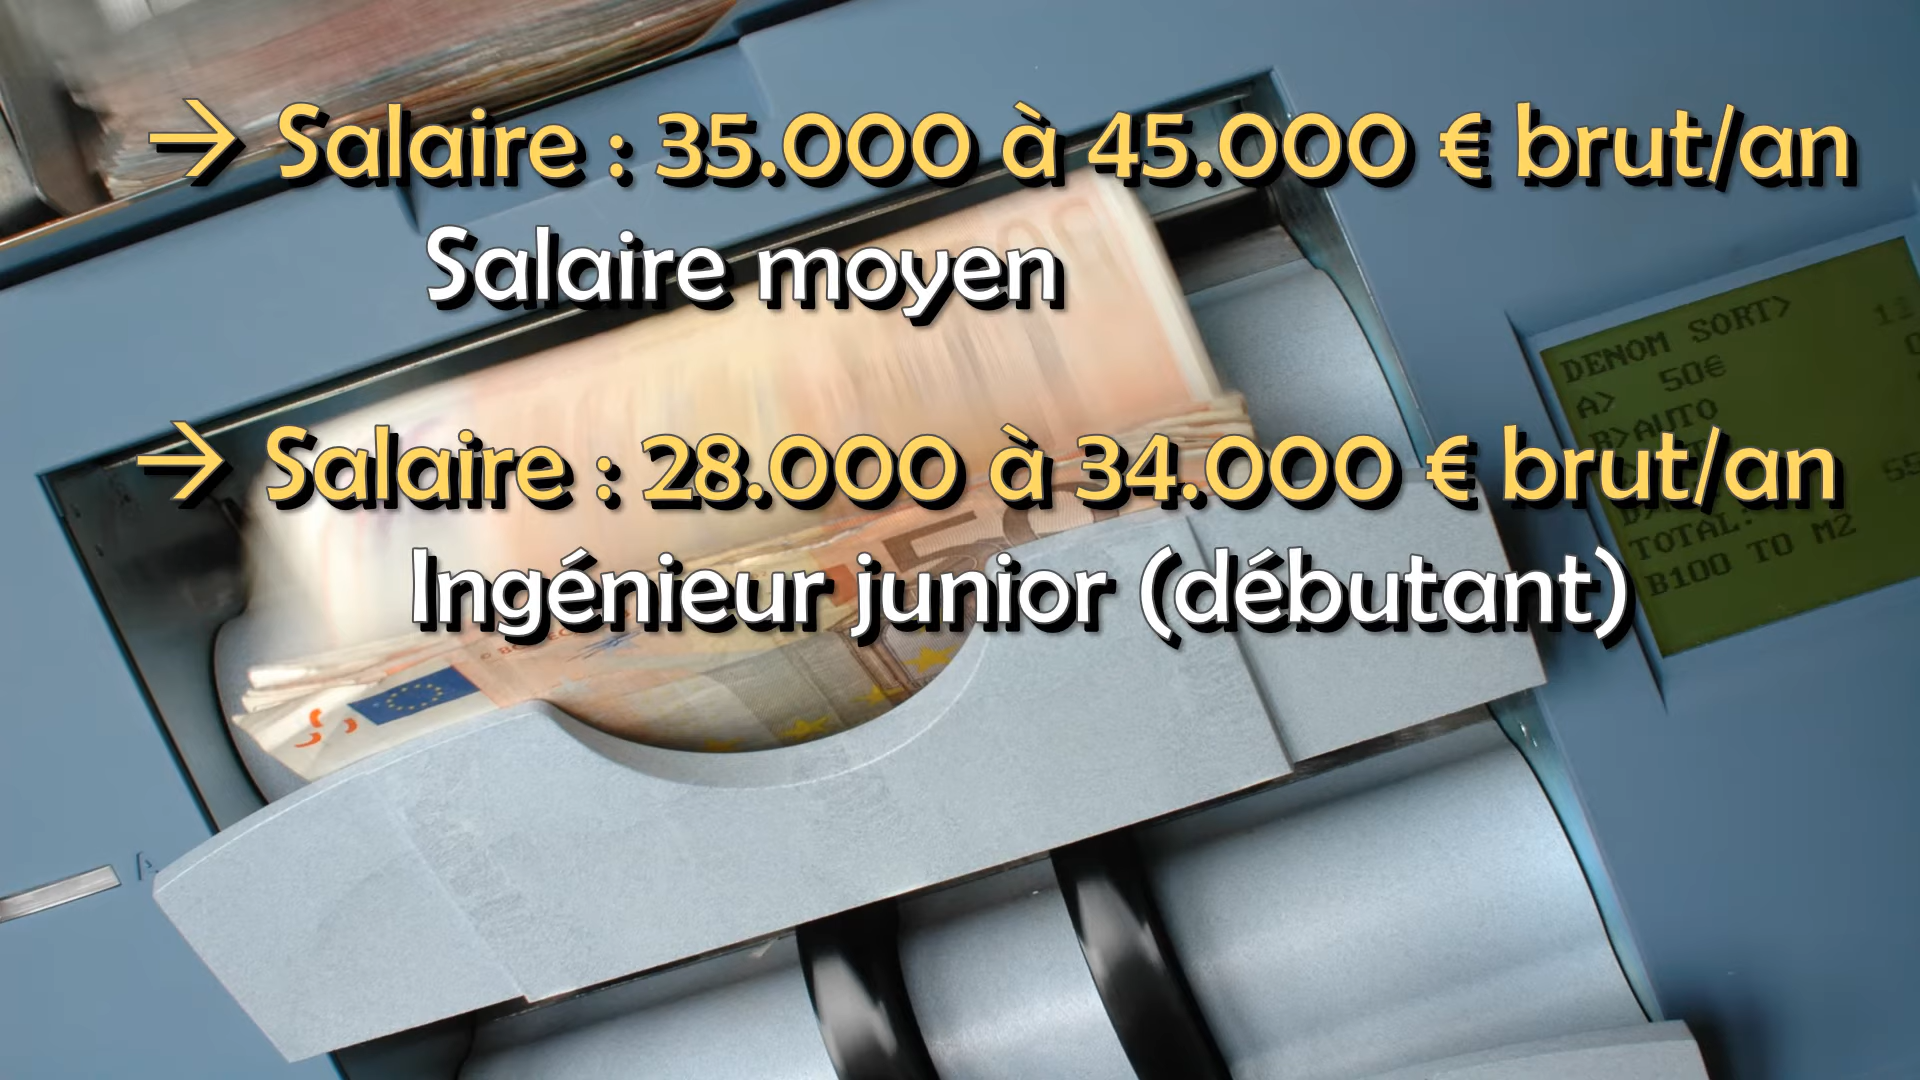 → Salaire : 35.000 à 45.000 € brut/an
Salaire moyen
→ Salaire : 28.000 à 34.000 € brut/an
Ingénieur junior (débutant)
DENOM SORT>
A> 50€
B>AUTO
TOTAL:
B100 TO M2
50
A